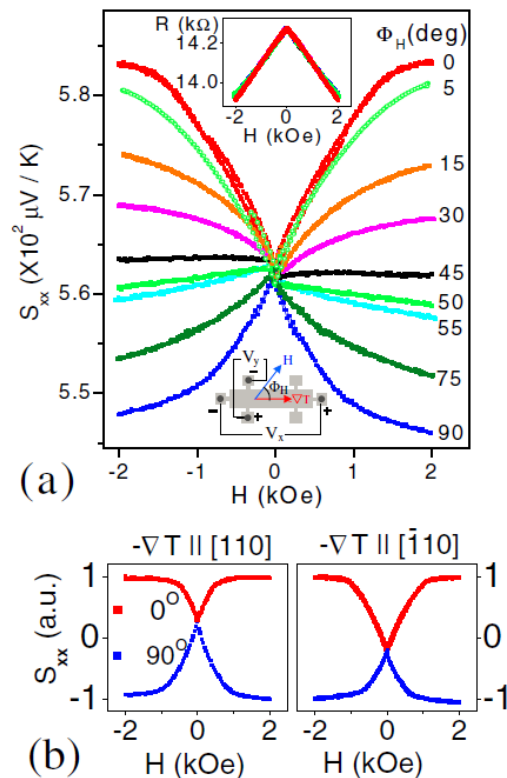 R (kΩ)
14.2
14.0
-2 0 2
H (kOe)
Φ_H(deg)
0
5
15
30
45
50
55
75
90
5.8
5.7
5.6
5.5
S_xx (X10² μV / K)
V_y
H
Φ_H
∇T
- - + +
V_x
-2 -1 0 1 2
H (kOe)
(a)
-∇T || [110] -∇T || [1̄10]
1 0 -1
S_xx (a.u.)
0° 90°
1 0 -1
-2 0 2 -2 0 2
H (kOe) H (kOe)
(b)